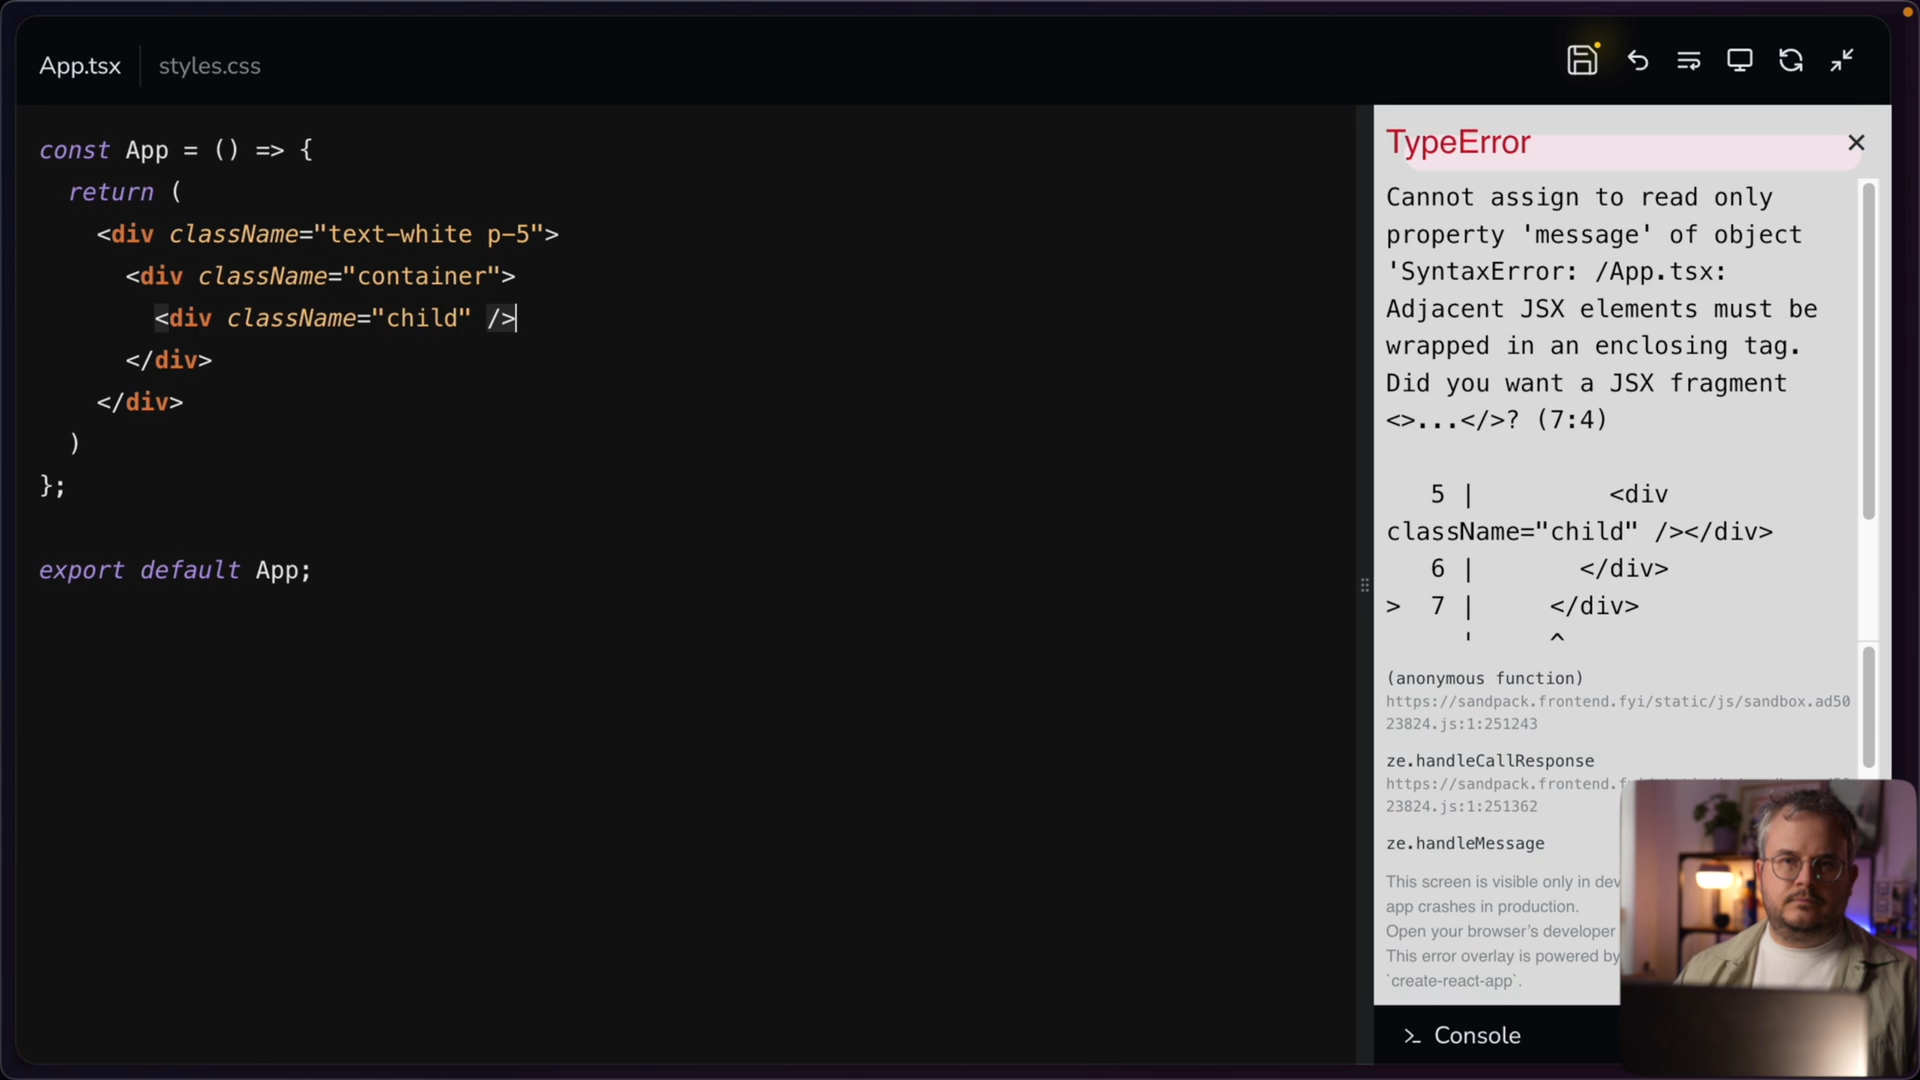 App.tsx
styles.css
const App = () => {
return (
<div className="text-white p-5">
<div className="container">
<div className="child" />
</div>
</div>
)
};
export default App;
TypeError
Cannot assign to read only
property 'message' of object
'SyntaxError: /App.tsx:
Adjacent JSX elements must be
wrapped in an enclosing tag.
Did you want a JSX fragment
<>...</>? (7:4)
5 | <div
className="child" /></div>
6 | </div>
> 7 | </div>
' ^
(anonymous function)
https://sandpack.frontend.fyi/static/js/sandbox.ad50
23824.js:1:251243
ze.handleCallResponse
https://sandpack.frontend.f
23824.js:1:251362
ze.handleMessage
This screen is visible only in dev
app crashes in production.
Open your browser's developer
This error overlay is powered by
`create-react-app`.
Console